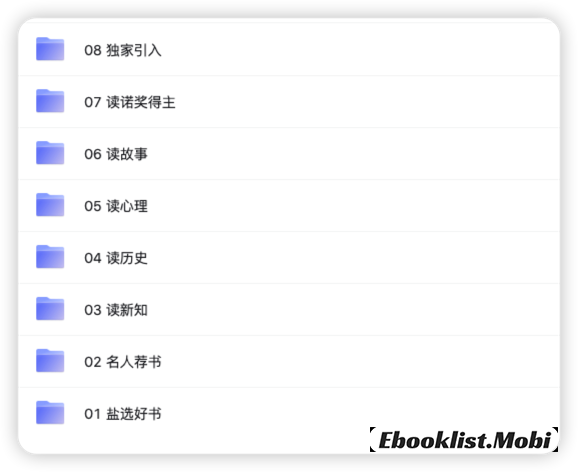 08 独家引入
07 读诺奖得主
06 读故事
05 读心理
04 读历史
03 读新知
02 名人荐书
01 盐选好书
【Ebooklist.Mobi】